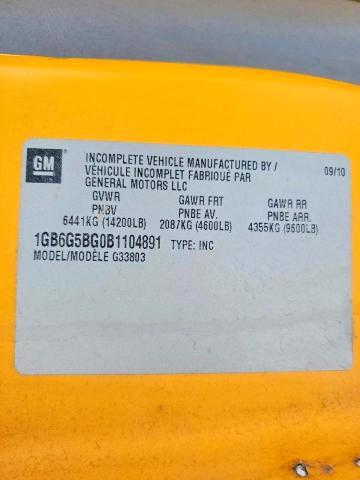 GM
INCOMPLETE VEHICLE MANUFACTURED BY / 09/10
VÉHICULE INCOMPLET FABRIQUÉ PAR
GENERAL MOTORS LLC
GVWR GAWR FRT GAWR RR
PNBV PNBE AV. PNBE ARR.
6441KG (14200LB) 2087KG (4600LB) 4355KG (9600LB)
1GB6G5BG0B1104891 TYPE: INC
MODEL/MODÈLE G33803